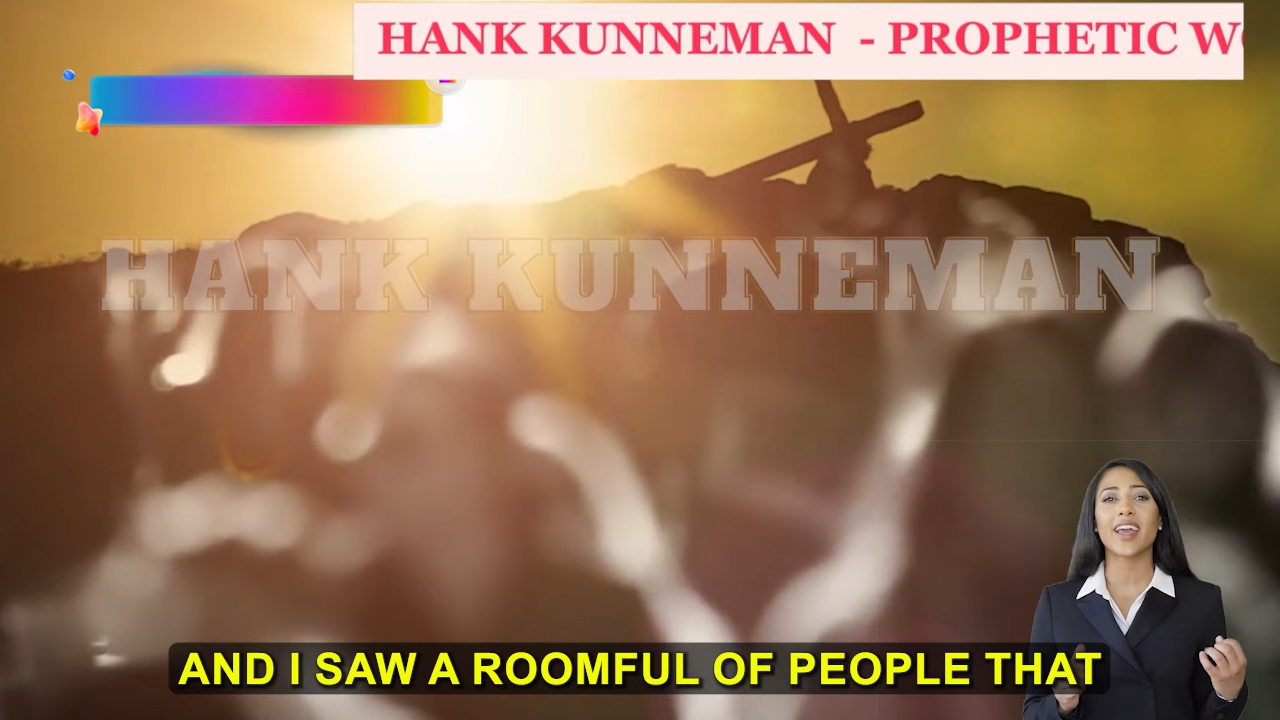 HANK KUNNEMAN - PROPHETIC
HANK KUNNEMAN
AND I SAW A ROOMFUL OF PEOPLE THAT